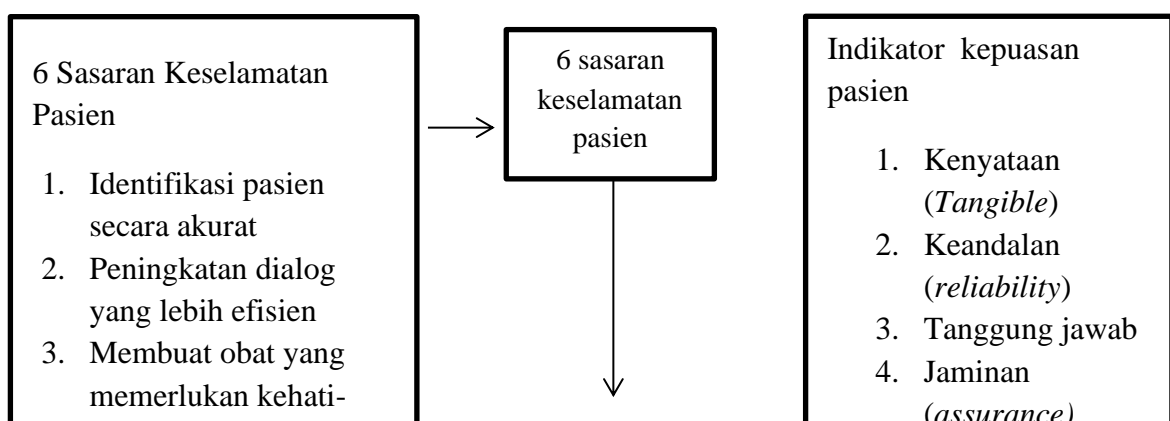 6 Sasaran Keselamatan
Pasien
1. Identifikasi pasien
secara akurat
2. Peningkatan dialog
yang lebih efisien
3. Membuat obat yang
memerlukan kehati-
6 sasaran
keselamatan
pasien
Indikator kepuasan
pasien
1. Kenyataan
(Tangible)
2. Keandalan
(reliability)
3. Tanggung jawab
4. Jaminan
(assurance)